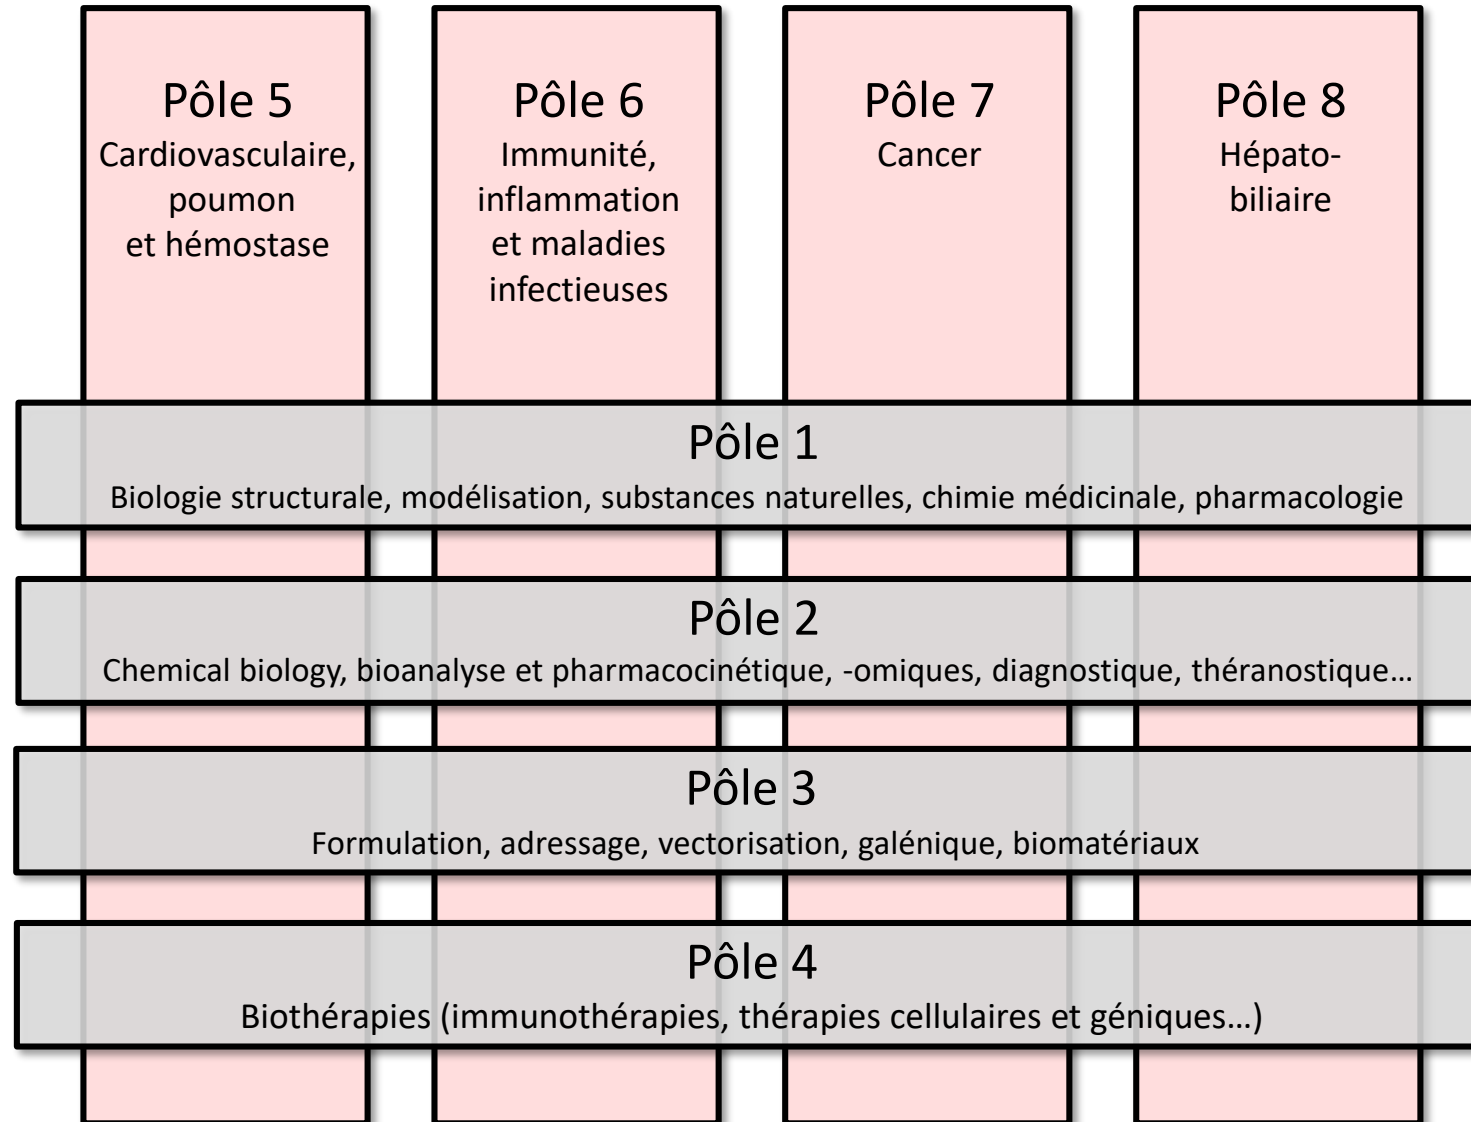 Pôle 5
Cardiovasculaire,
poumon
et hémostase
Pôle 6
Immunité,
inflammation
et maladies
infectieuses
Pôle 7
Cancer
Pôle 8
Hépato-
biliaire
Pôle 1
Biologie structurale, modélisation, substances naturelles, chimie médicinale, pharmacologie
Pôle 2
Chemical biology, bioanalyse et pharmacocinétique, -omiques, diagnostique, théranostique…
Pôle 3
Formulation, adressage, vectorisation, galénique, biomatériaux
Pôle 4
Biothérapies (immunothérapies, thérapies cellulaires et géniques…)